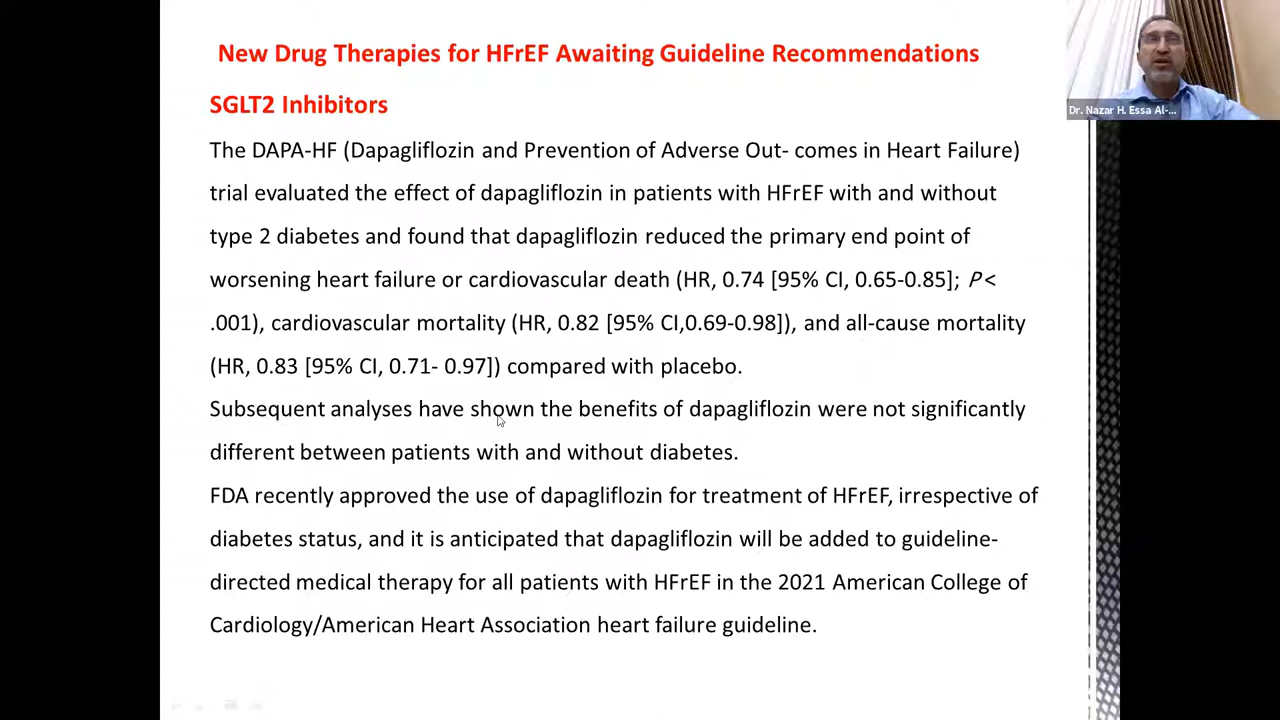 New Drug Therapies for HFrEF Awaiting Guideline Recommendations
SGLT2 Inhibitors
The DAPA-HF (Dapagliflozin and Prevention of Adverse Out- comes in Heart Failure)
trial evaluated the effect of dapagliflozin in patients with HFrEF with and without
type 2 diabetes and found that dapagliflozin reduced the primary end point of
worsening heart failure or cardiovascular death (HR, 0.74 [95% CI, 0.65-0.85]; P <
.001), cardiovascular mortality (HR, 0.82 [95% CI,0.69-0.98]), and all-cause mortality
(HR, 0.83 [95% CI, 0.71- 0.97]) compared with placebo.
Subsequent analyses have shown the benefits of dapagliflozin were not significantly
different between patients with and without diabetes.
FDA recently approved the use of dapagliflozin for treatment of HFrEF, irrespective of
diabetes status, and it is anticipated that dapagliflozin will be added to guideline-
directed medical therapy for all patients with HFrEF in the 2021 American College of
Cardiology/American Heart Association heart failure guideline.
Dr. Nazar H. Essa Al-...